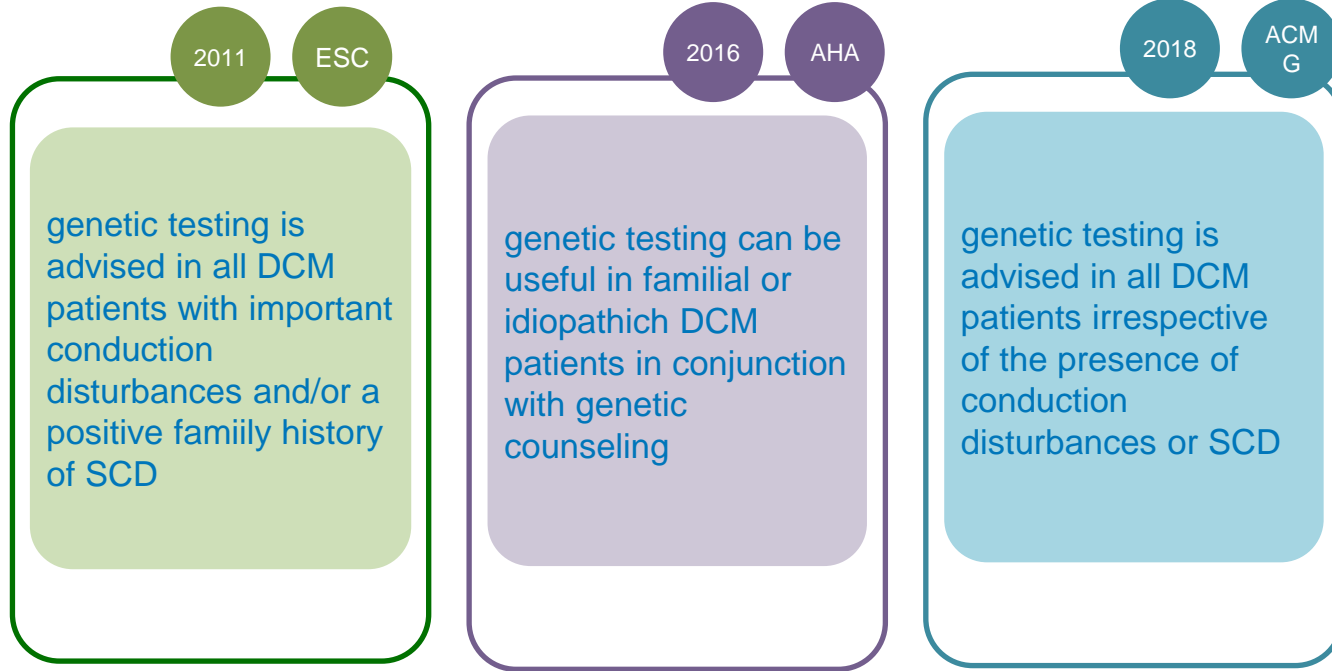 2011
ESC
genetic testing is
advised in all DCM
patients with important
conduction
disturbances and/or a
positive famiily history
of SCD
2016
AHA
genetic testing can be
useful in familial or
idiopathich DCM
patients in conjunction
with genetic
counseling
2018
ACM
G
genetic testing is
advised in all DCM
patients irrespective
of the presence of
conduction
disturbances or SCD